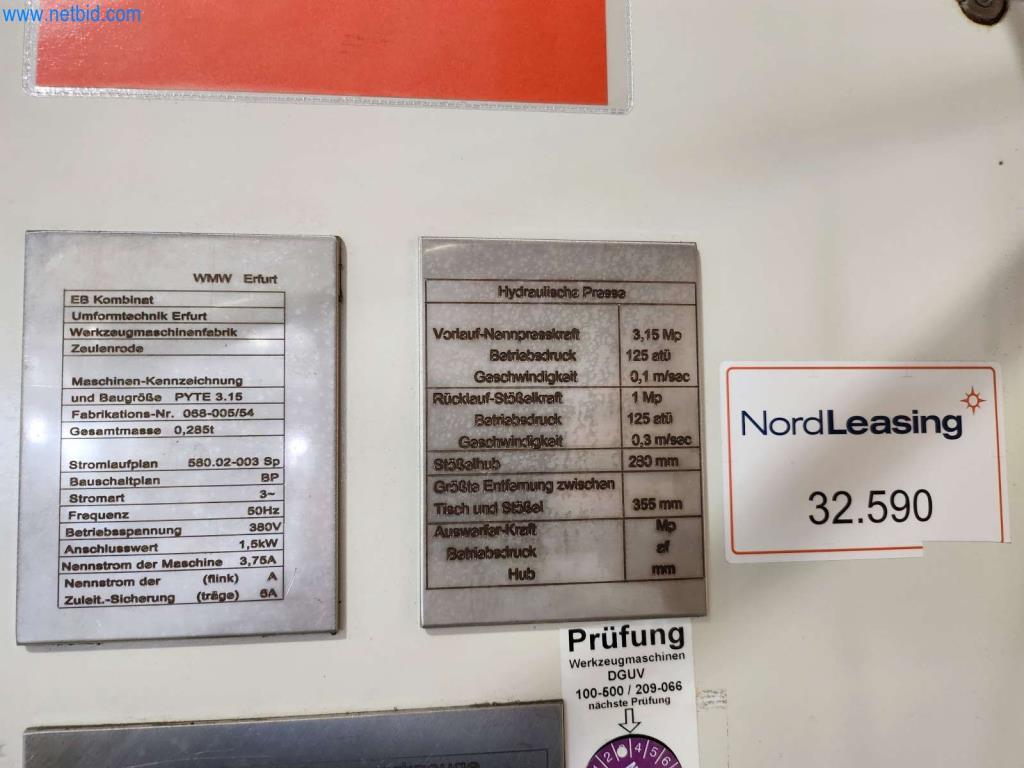 www.netbid.com
WMW Erfurt
EB Kombinat
Umformtechnik Erfurt
Werkzeugmaschinenfabrik
Zeulenroda
Maschinen-Kennzeichnung
und Baugröße PYTE 3.15
Fabrikations-Nr. 068-005/54
Gesamtmasse 0,285t
Stromlaufplan 580.02-003 Sp
Bauschaltplan BP
Stromart 3~
Frequenz 50Hz
Betriebsspannung 380V
Anschlusswert 1,5kW
Nennstrom der Maschine 3,75A
Nennstrom der (flink) A
Zuleit.-Sicherung (träge) 6A
Hydraulische Presse
Vorlauf-Nennpresskraft 3,15 Mp
Betriebsdruck 125 atü
Geschwindigkeit 0,1 m/sec
Rücklauf-Stößelkraft 1 Mp
Betriebsdruck 125 atü
Geschwindigkeit 0,3 m/sec
Stößelhub 280 mm
Größte Entfernung zwischen
Tisch und Stößel 355 mm
Auswerfer-Kraft Mp
Betriebsdruck
Hub mm
NordLeasing
32.590
Prüfung
Werkzeugmaschinen
DGUV
100-500 / 209-066
nächste Prüfung
2 4 5 6